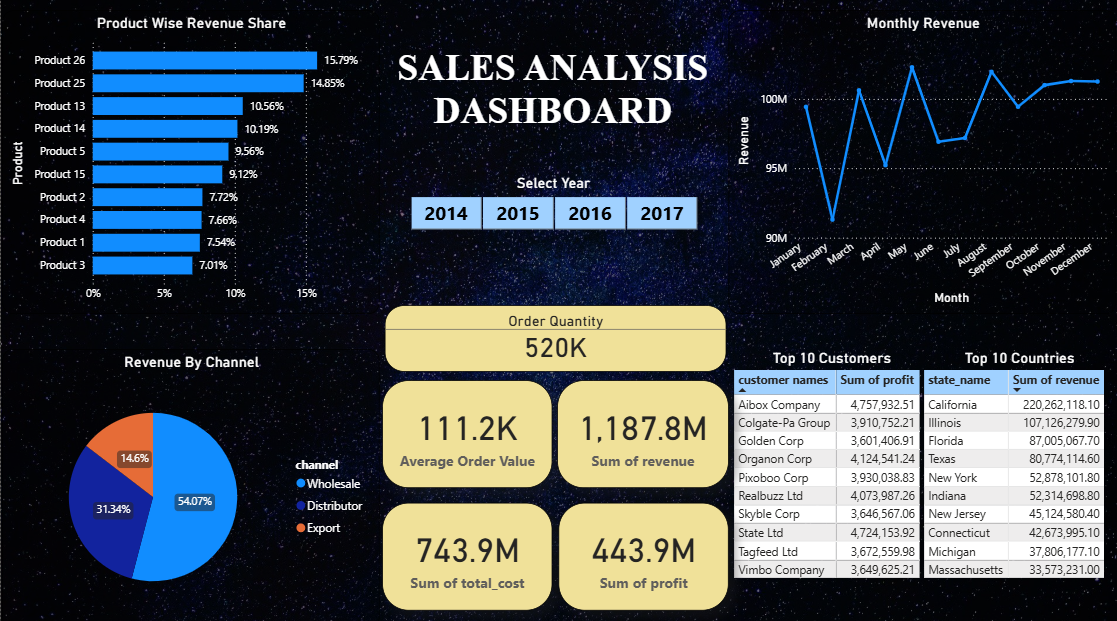 Product Wise Revenue Share
Product
Product 26 15.79%
Product 25 14.85%
Product 13 10.56%
Product 14 10.19%
Product 5 9.56%
Product 15 9.12%
Product 2 7.72%
Product 4 7.66%
Product 1 7.54%
Product 3 7.01%
0% 5% 10% 15%
SALES ANALYSIS
DASHBOARD
Select Year
2014 2015 2016 2017
Monthly Revenue
Revenue
100M
95M
90M
January February March April May June July August September October November December
Month
Revenue By Channel
14.6%
31.34%
54.07%
channel
Wholesale
Distributor
Export
Order Quantity
520K
111.2K
Average Order Value
1,187.8M
Sum of revenue
743.9M
Sum of total_cost
443.9M
Sum of profit
Top 10 Customers
customer names Sum of profit
Aibox Company 4,757,932.51
Colgate-Pa Group 3,910,752.21
Golden Corp 3,601,406.91
Organon Corp 4,124,541.24
Pixoboo Corp 3,930,038.83
Realbuzz Ltd 4,073,987.26
Skyble Corp 3,646,567.06
State Ltd 4,724,153.92
Tagfeed Ltd 3,672,559.98
Vimbo Company 3,649,625.21
Top 10 Countries
state_name Sum of revenue
California 220,262,118.10
Illinois 107,126,279.90
Florida 87,005,067.70
Texas 80,774,114.60
New York 52,878,101.80
Indiana 52,314,698.80
New Jersey 45,124,580.40
Connecticut 42,673,995.10
Michigan 37,806,177.10
Massachusetts 33,573,231.00